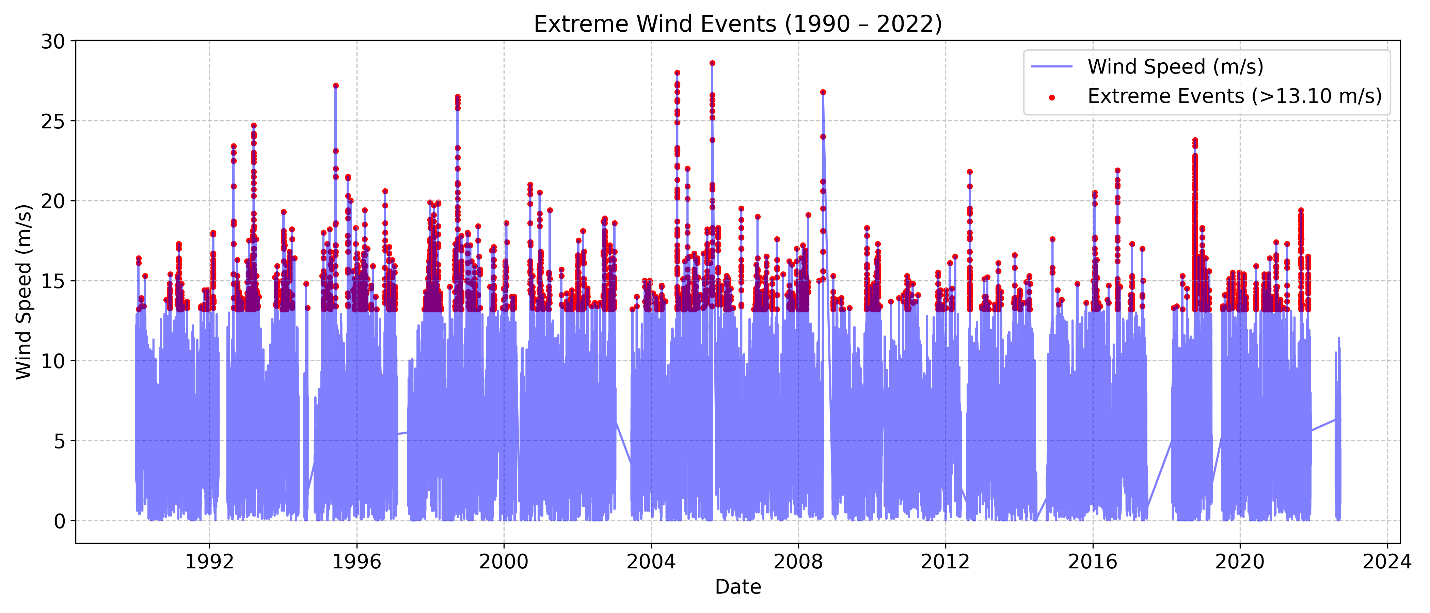 Extreme Wind Events (1990 – 2022)
Wind Speed (m/s)
Extreme Events (>13.10 m/s)
30
25
20
15
10
5
0
Wind Speed (m/s)
1992 1996 2000 2004 2008 2012 2016 2020 2024
Date